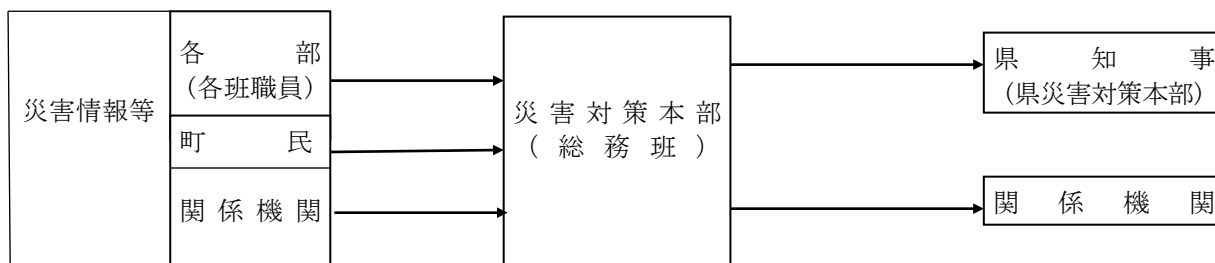 災害情報等
各部
(各班職員)
町民
関係機関
災害対策本部
(総務班)
県知事
(県災害対策本部)
関係機関